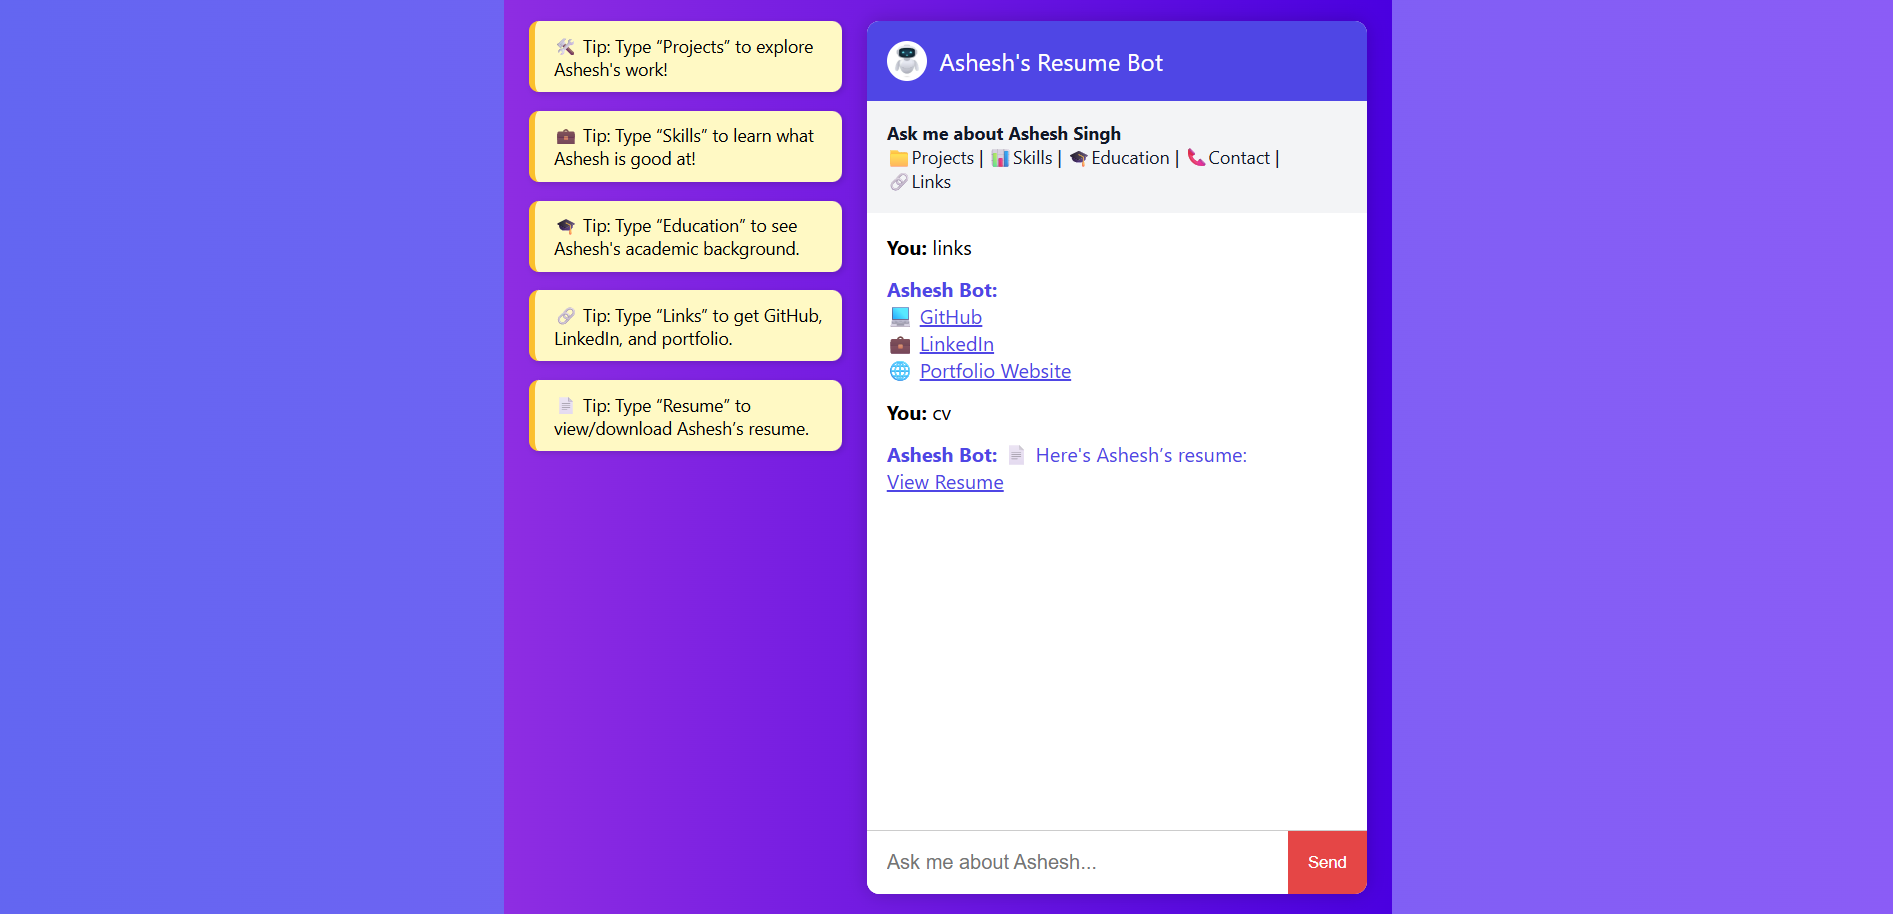 🛠️ Tip: Type “Projects” to explore
Ashesh's work!
💼 Tip: Type “Skills” to learn what
Ashesh is good at!
🎓 Tip: Type “Education” to see
Ashesh's academic background.
🔗 Tip: Type “Links” to get GitHub,
LinkedIn, and portfolio.
📄 Tip: Type “Resume” to
view/download Ashesh’s resume.
Ashesh's Resume Bot
Ask me about Ashesh Singh
📁Projects | 📊Skills | 🎓Education | 📞Contact |
🔗Links
You: links
Ashesh Bot:
💻 GitHub
💼 LinkedIn
🌐 Portfolio Website
You: cv
Ashesh Bot: 📄 Here's Ashesh’s resume:
View Resume
Ask me about Ashesh...
Send